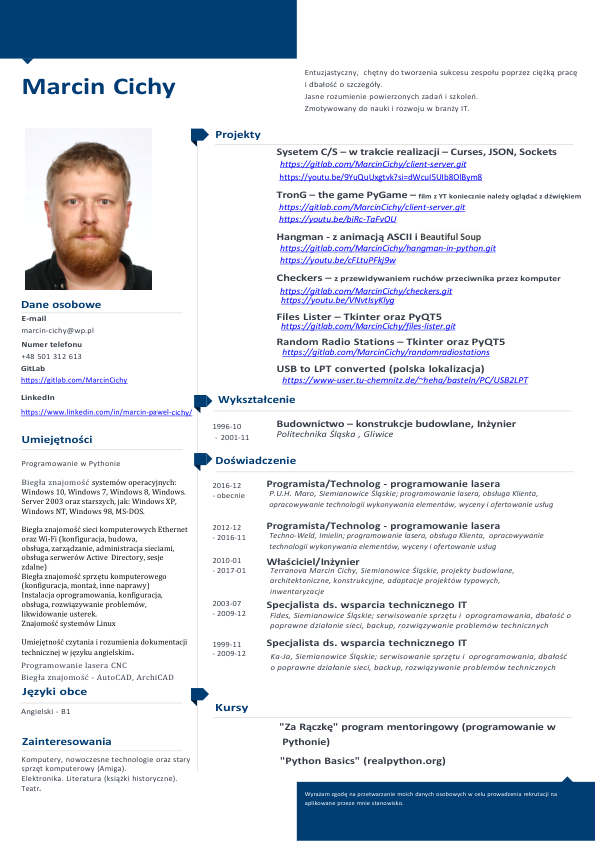 Marcin Cichy
Entuzjastyczny, chętny do tworzenia sukcesu zespołu poprzez ciężką pracę
i dbałość o szczegóły.
Jasne rozumienie powierzonych zadań i szkoleń.
Zmotywowany do nauki i rozwoju w branży IT.
Dane osobowe
E-mail
marcin-cichy@wp.pl
Numer telefonu
+48 501 312 613
GitLab
https://gitlab.com/MarcinCichy
LinkedIn
https://www.linkedin.com/in/marcin-pawel-cichy/
Umiejętności
Programowanie w Pythonie
Biegła znajomość systemów operacyjnych:
Windows 10, Windows 7, Windows 8, Windows.
Server 2003 oraz starszych, jak: Windows XP,
Windows NT, Windows 98, MS-DOS.
Biegła znajomość sieci komputerowych Ethernet
oraz Wi-Fi (konfiguracja, budowa,
obsługa, zarządzanie, administracja sieciami,
obsługa serwerów Active Directory, sesje
zdalne)
Biegła znajomość sprzętu komputerowego
(konfiguracja, montaż, inne naprawy)
Instalacja oprogramowania, konfiguracja,
obsługa, rozwiązywanie problemów,
likwidowanie usterek.
Znajomość systemów Linux
Umiejętność czytania i rozumienia dokumentacji
technicznej w języku angielskim.
Programowanie lasera CNC
Biegła znajomość - AutoCAD, ArchiCAD
Języki obce
Angielski - B1
Zainteresowania
Komputery, nowoczesne technologie oraz stary
sprzęt komputerowy (Amiga).
Elektronika. Literatura (książki historyczne).
Teatr.
Projekty
Sysetem C/S – w trakcie realizacji – Curses, JSON, Sockets
https://gitlab.com/MarcinCichy/client-server.git
https://youtu.be/9YuQuUxgtvk?si=dWcuI5UIb8OlBym8
TronG – the game PyGame – film z YT koniecznie należy oglądać z dźwiękiem
https://gitlab.com/MarcinCichy/client-server.git
https://youtu.be/biRc-TaFyOU
Hangman - z animacją ASCII i Beautiful Soup
https://gitlab.com/MarcinCichy/hangman-in-python.git
https://youtu.be/cFLtuPFkj9w
Checkers – z przewidywaniem ruchów przeciwnika przez komputer
https://gitlab.com/MarcinCichy/checkers.git
https://youtu.be/VNvtIsyKlyg
Files Lister – Tkinter oraz PyQT5
https://gitlab.com/MarcinCichy/files-lister.git
Random Radio Stations – Tkinter oraz PyQT5
https://gitlab.com/MarcinCichy/randomradiostations
USB to LPT converted (polska lokalizacja)
https://www-user.tu-chemnitz.de/~heha/basteln/PC/USB2LPT
Wykształcenie
1996-10
- 2001-11
Budownictwo – konstrukcje budowlane, Inżynier
Politechnika Śląska , Gliwice
Doświadczenie
2016-12
- obecnie
Programista/Technolog - programowanie lasera
P.U.H. Maro, Siemianowice Śląskie; programowanie lasera, obsługa Klienta,
opracowywanie technologii wykonywania elementów, wyceny i ofertowanie usług
2012-12
- 2016-11
Programista/Technolog - programowanie lasera
Techno-Weld, Imielin; programowanie lasera, obsługa Klienta, opracowywanie
technologii wykonywania elementów, wyceny i ofertowanie usług
2010-01
- 2017-01
Właściciel/Inżynier
Terranova Marcin Cichy, Siemianowice Śląskie, projekty budowlane,
architektoniczne, konstrukcyjne, adaptacje projektów typowych,
inwentaryzacje
2003-07
- 2009-12
Specjalista ds. wsparcia technicznego IT
Fides, Siemianowice Śląskie; serwisowanie sprzętu i oprogramowania, dbałość o
poprawne działanie sieci, backup, rozwiązywanie problemów technicznych
1999-11
- 2009-12
Specjalista ds. wsparcia technicznego IT
Ka-Ja, Siemianowice Śląskie; serwisowanie sprzętu i oprogramowania, dbałość
o poprawne działanie sieci, backup, rozwiązywanie problemów technicznych
Kursy
"Za Rączkę" program mentoringowy (programowanie w
Pythonie)
"Python Basics" (realpython.org)
Wyrażam zgodę na przetwarzanie moich danych osobowych w celu prowadzenia rekrutacji na
aplikowane przeze mnie stanowisko.